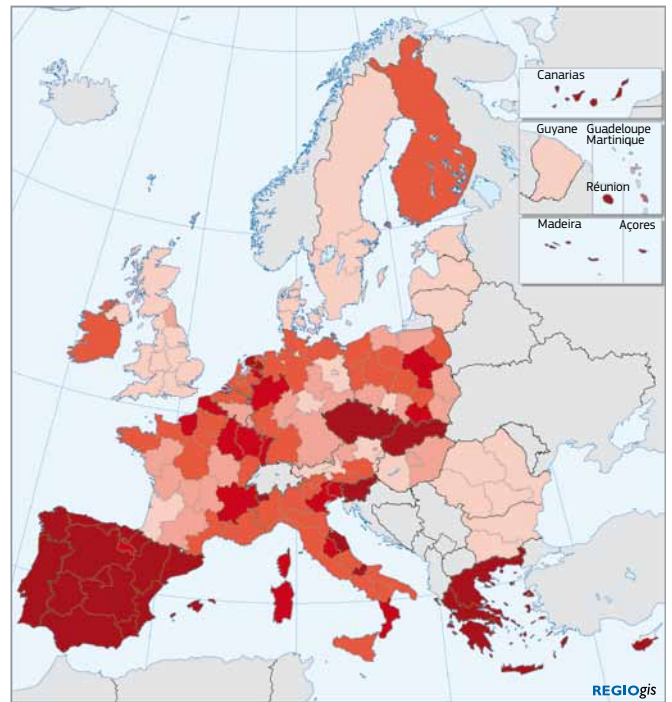 Canarias
Guyane
Guadeloupe
Martinique
Réunion
Madeira
Açores
REGIOgis